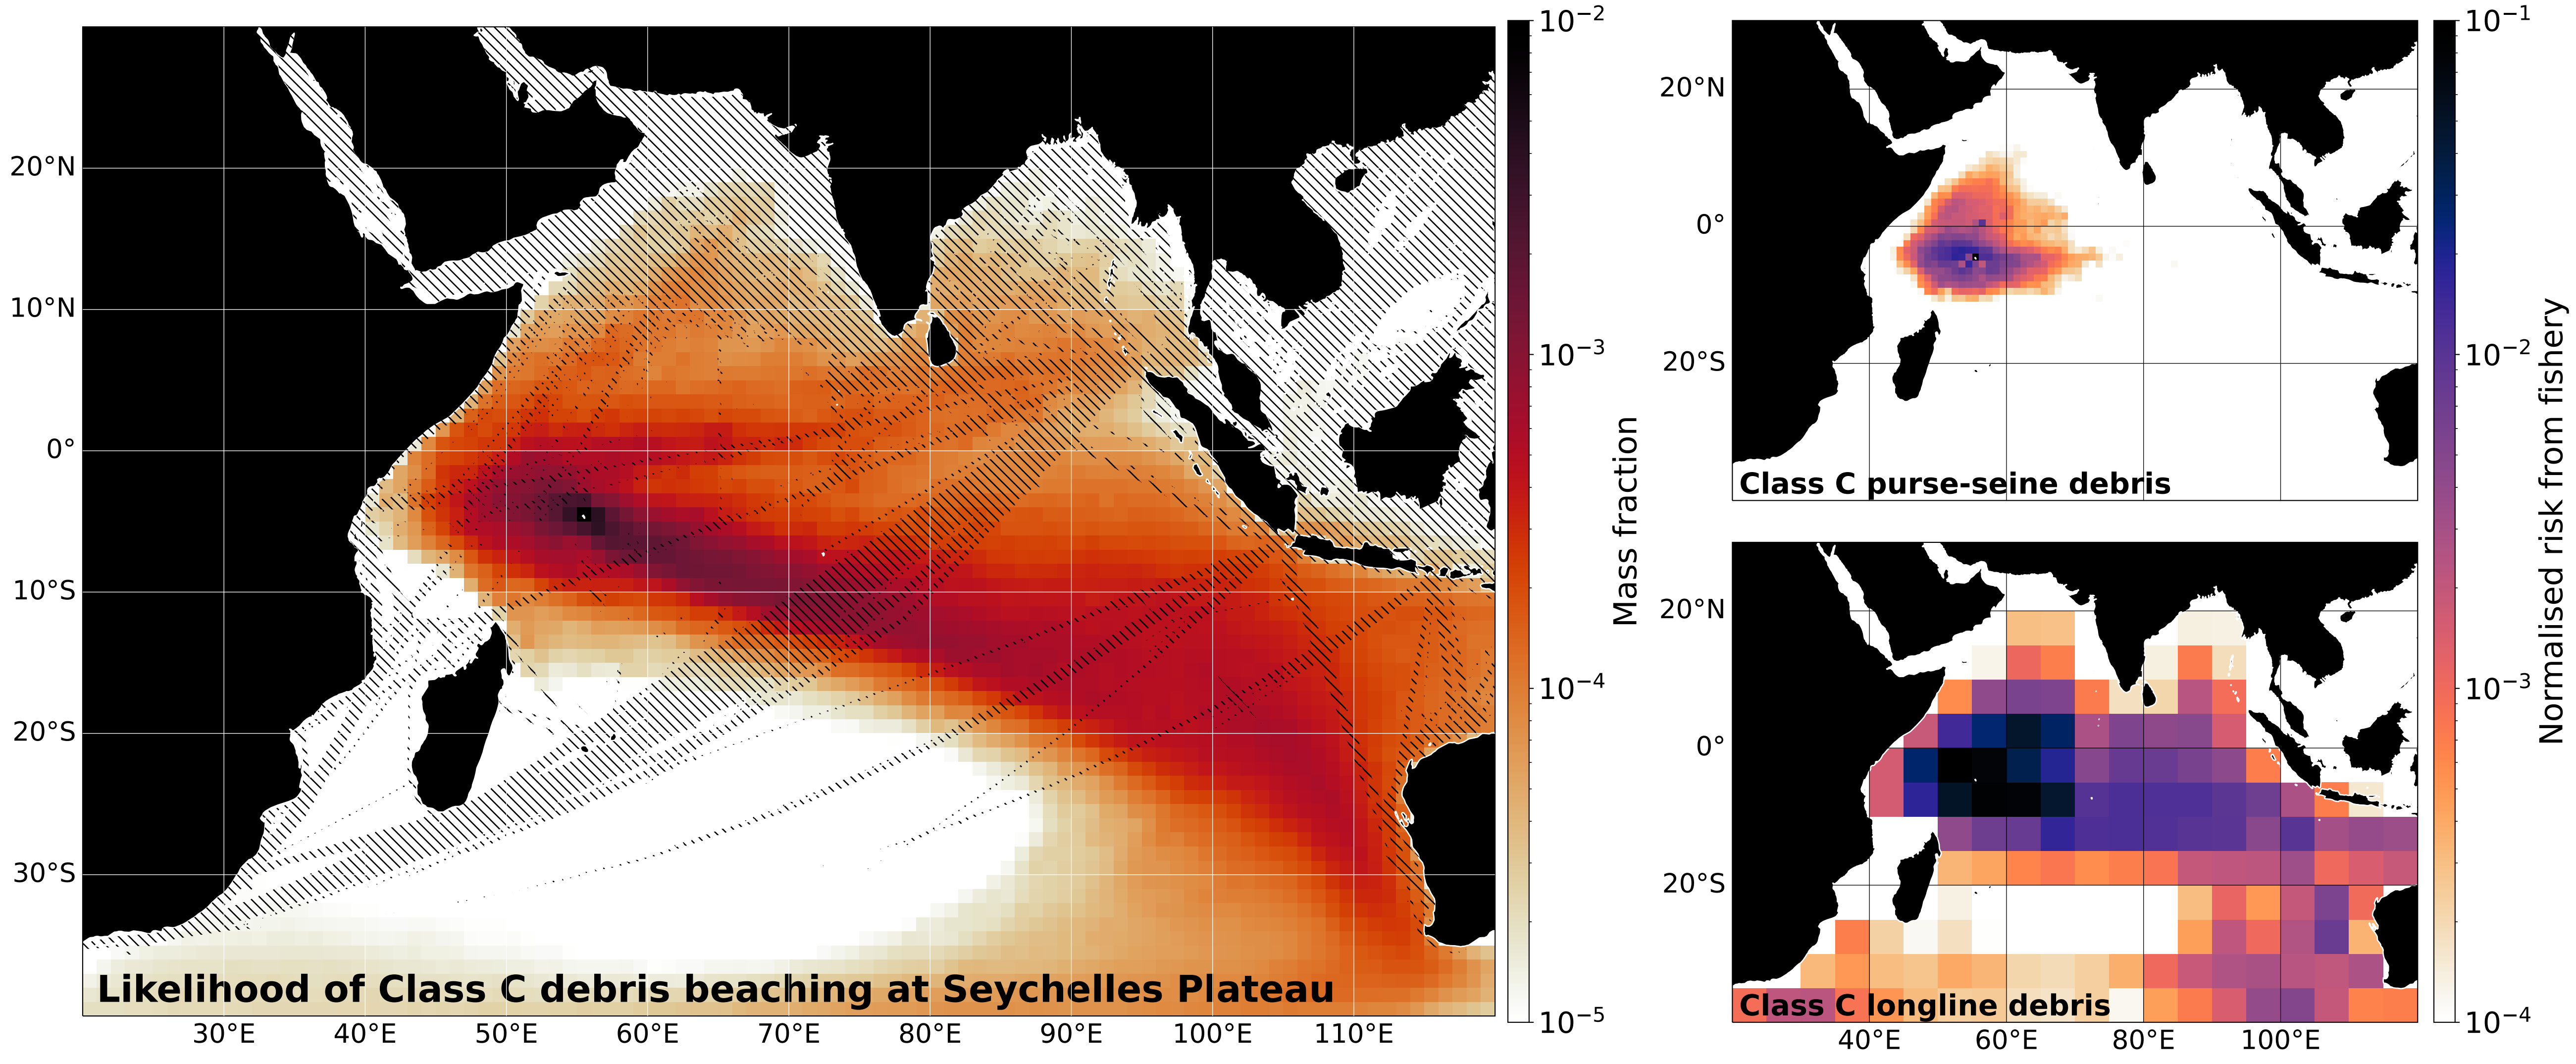 20°N
10°N
0°
10°S
20°S
30°S
30°E 40°E 50°E 60°E 70°E 80°E 90°E 100°E 110°E
Likelihood of Class C debris beaching at Seychelles Plateau
10⁻²
10⁻³
10⁻⁴
10⁻⁵
Mass fraction
20°N
0°
20°S
Class C purse-seine debris
20°N
0°
20°S
Class C longline debris
40°E 60°E 80°E 100°E
10⁻¹
10⁻²
10⁻³
10⁻⁴
Normalised risk from fishery